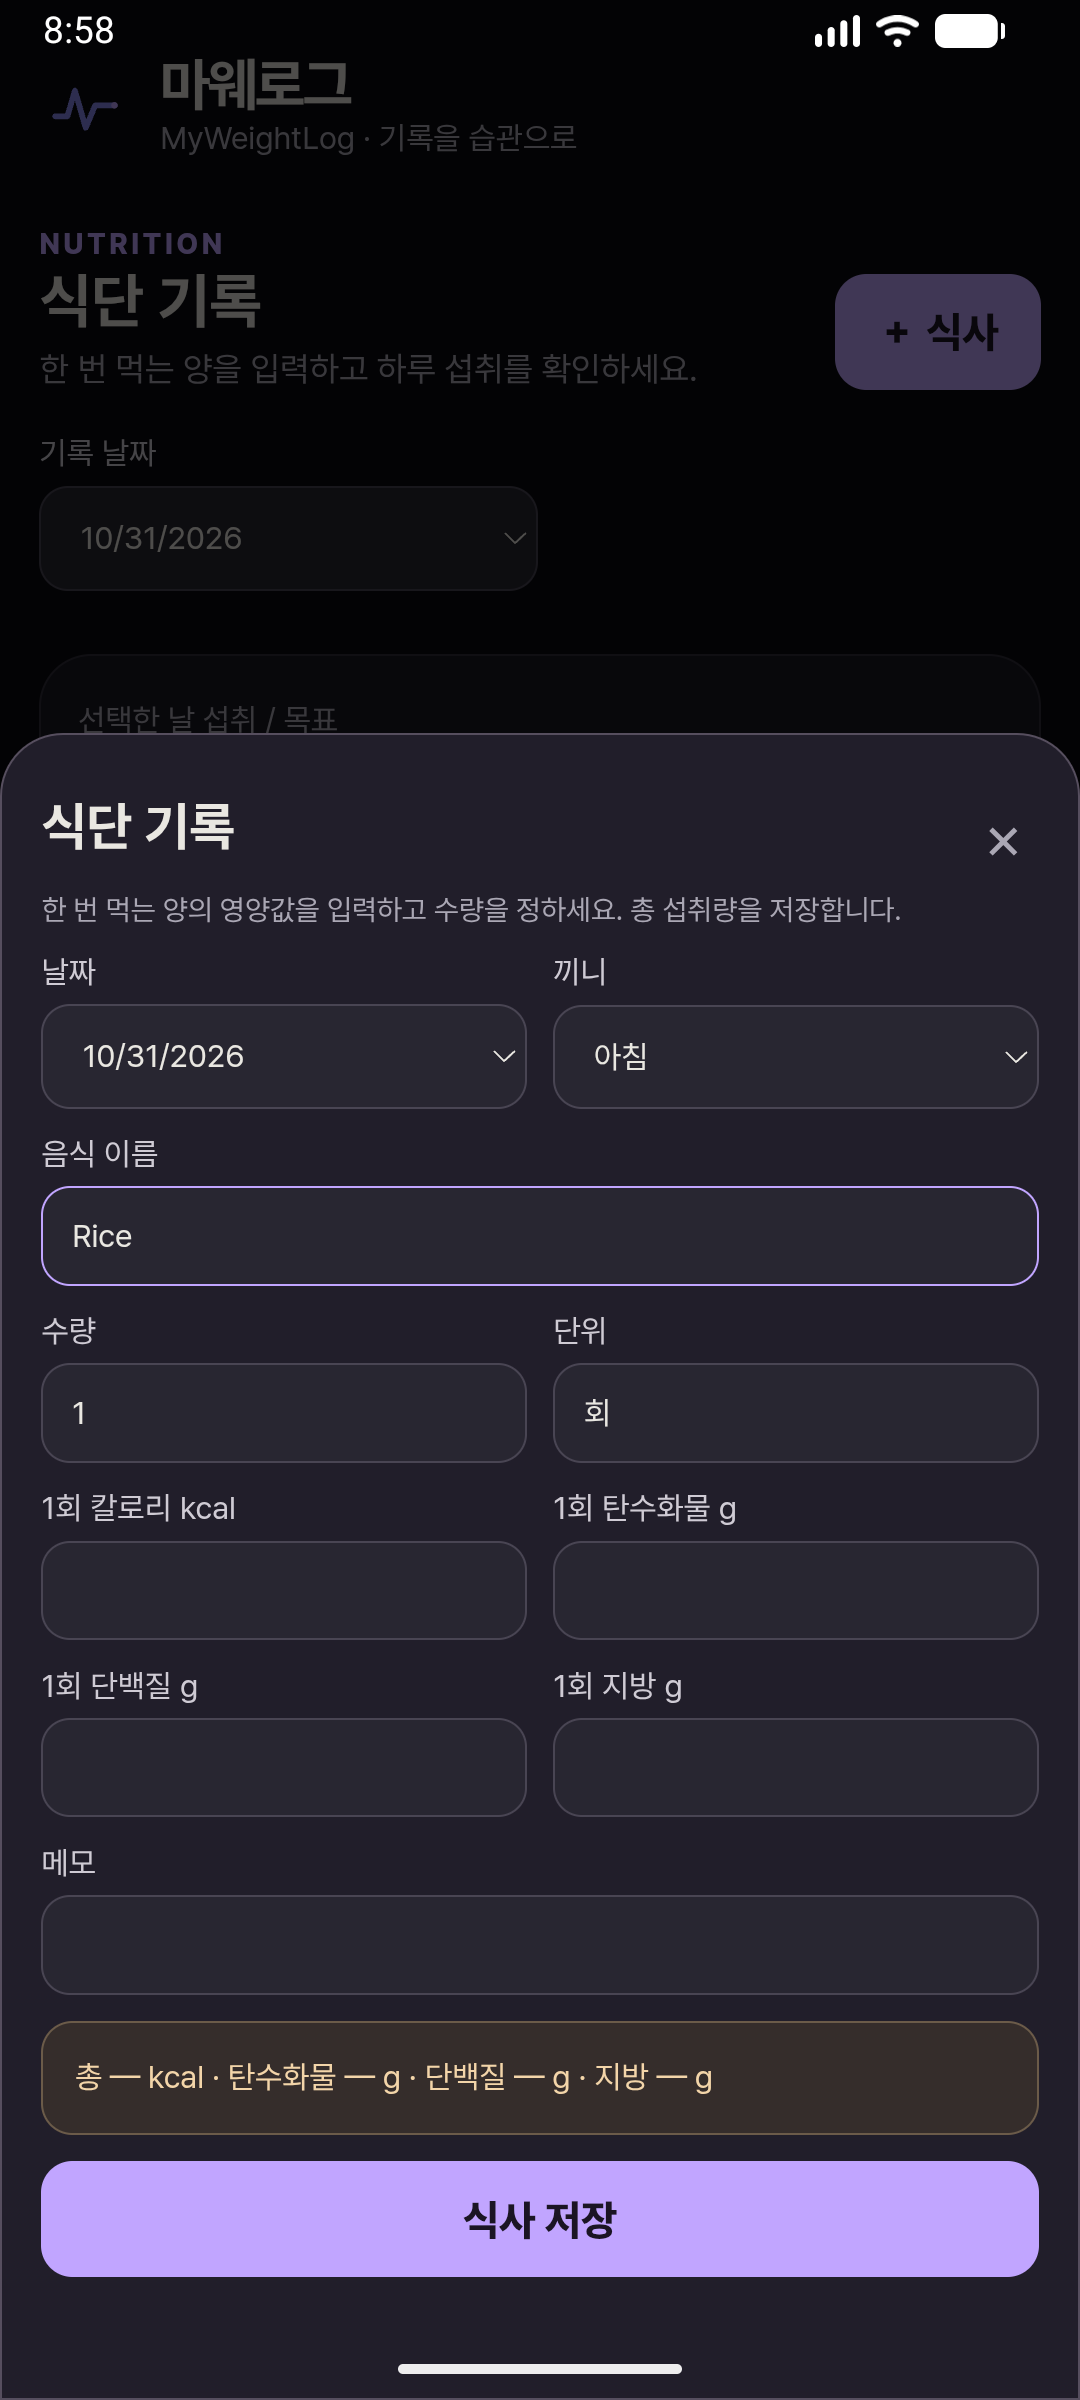 8:58
마웨로그
MyWeightLog · 기록을 습관으로
NUTRITION
식단 기록
+ 식사
한 번 먹는 양을 입력하고 하루 섭취를 확인하세요.
기록 날짜
10/31/2026
선택한 날 섭취 / 목표
식단 기록
한 번 먹는 양의 영양값을 입력하고 수량을 정하세요. 총 섭취량을 저장합니다.
날짜 끼니
10/31/2026 아침
음식 이름
Rice
수량 단위
1 회
1회 칼로리 kcal 1회 탄수화물 g
1회 단백질 g 1회 지방 g
메모
총 — kcal · 탄수화물 — g · 단백질 — g · 지방 — g
식사 저장